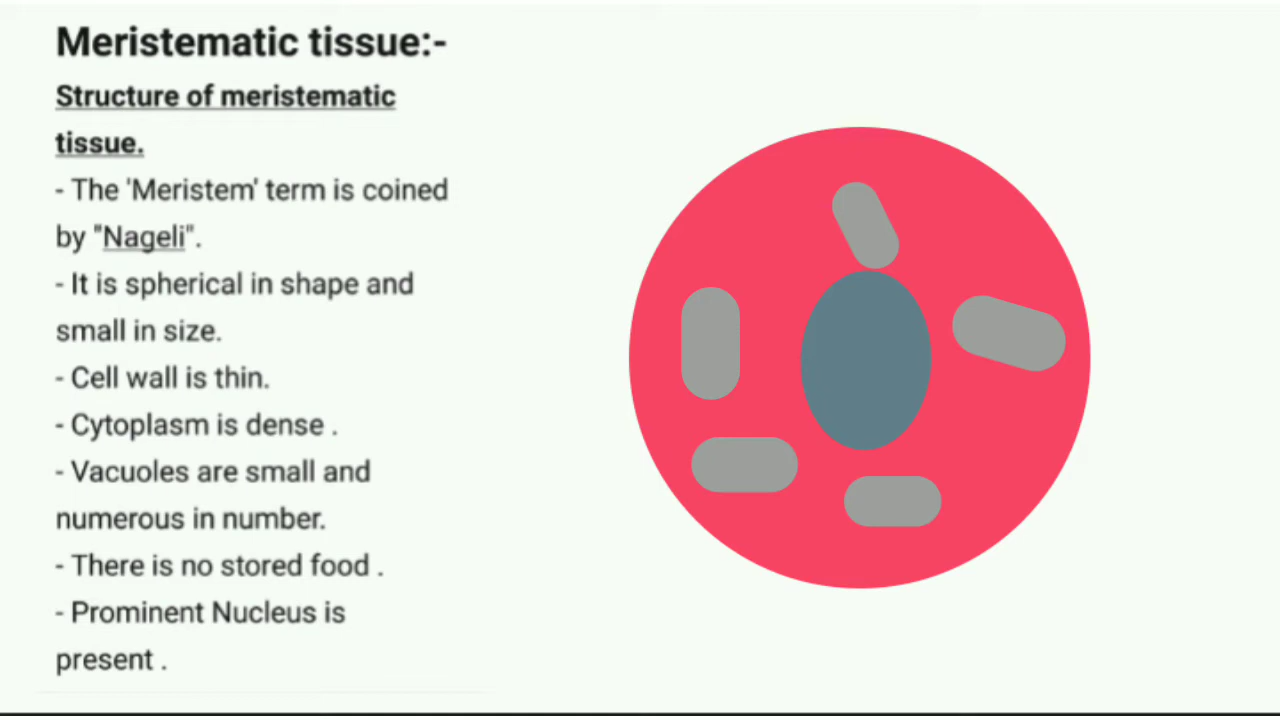 Meristematic tissue:-
Structure of meristematic
tissue.
- The 'Meristem' term is coined
by "Nageli".
- It is spherical in shape and
small in size.
- Cell wall is thin.
- Cytoplasm is dense .
- Vacuoles are small and
numerous in number.
- There is no stored food .
- Prominent Nucleus is
present .